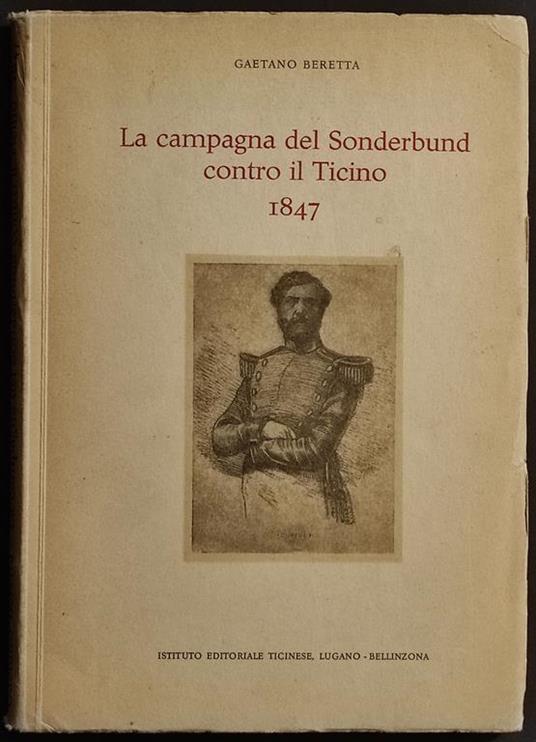 GAETANO BERETTA
La campagna del Sonderbund
contro il Ticino
1847
ISTITUTO EDITORIALE TICINESE, LUGANO - BELLINZONA